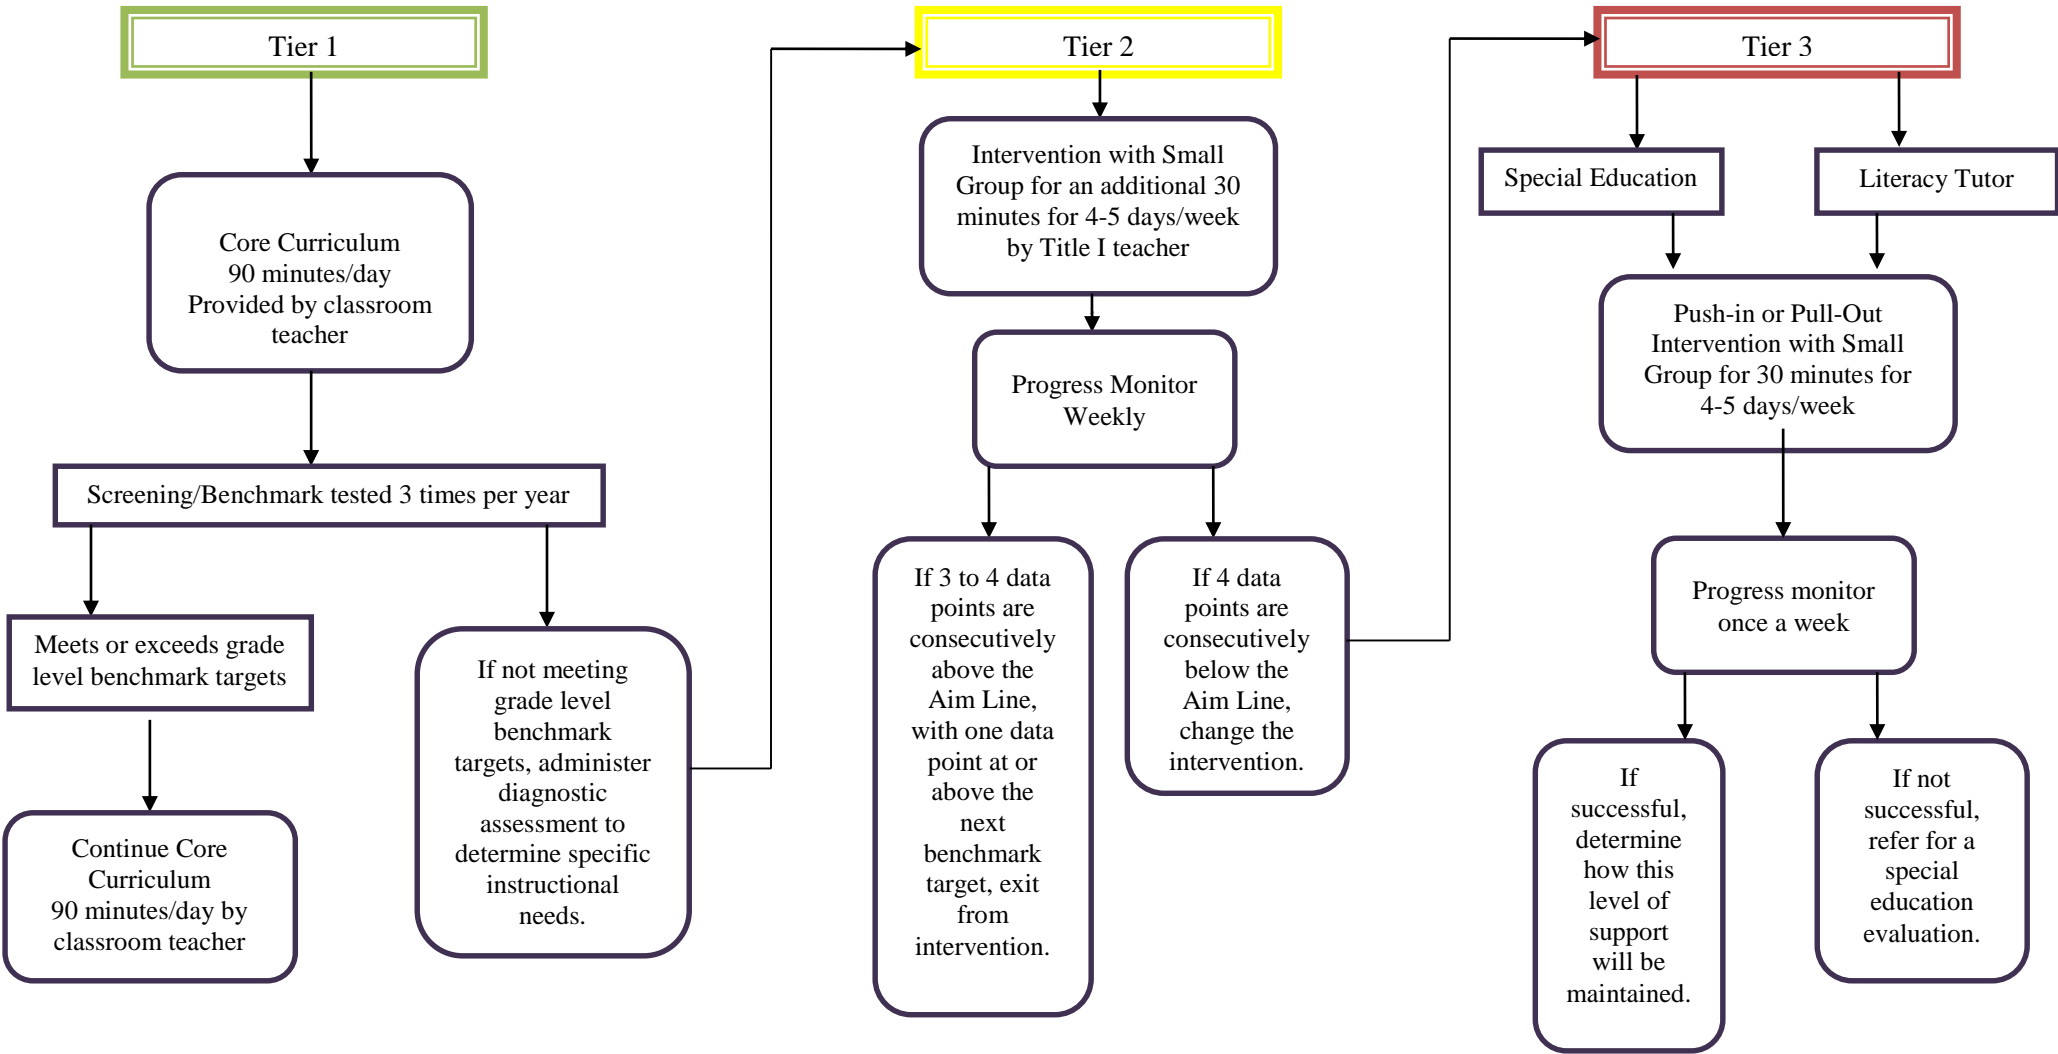 Tier 1
Core Curriculum
90 minutes/day
Provided by classroom
teacher
Screening/Benchmark tested 3 times per year
Meets or exceeds grade
level benchmark targets
Continue Core
Curriculum
90 minutes/day by
classroom teacher
If not meeting
grade level
benchmark
targets, administer
diagnostic
assessment to
determine specific
instructional
needs.
Tier 2
Intervention with Small
Group for an additional 30
minutes for 4-5 days/week
by Title I teacher
Progress Monitor
Weekly
If 3 to 4 data
points are
consecutively
above the
Aim Line,
with one data
point at or
above the
next
benchmark
target, exit
from
intervention.
If 4 data
points are
consecutively
below the
Aim Line,
change the
intervention.
Tier 3
Special Education
Literacy Tutor
Push-in or Pull-Out
Intervention with Small
Group for 30 minutes for
4-5 days/week
Progress monitor
once a week
If
successful,
determine
how this
level of
support
will be
maintained.
If not
successful,
refer for a
special
education
evaluation.